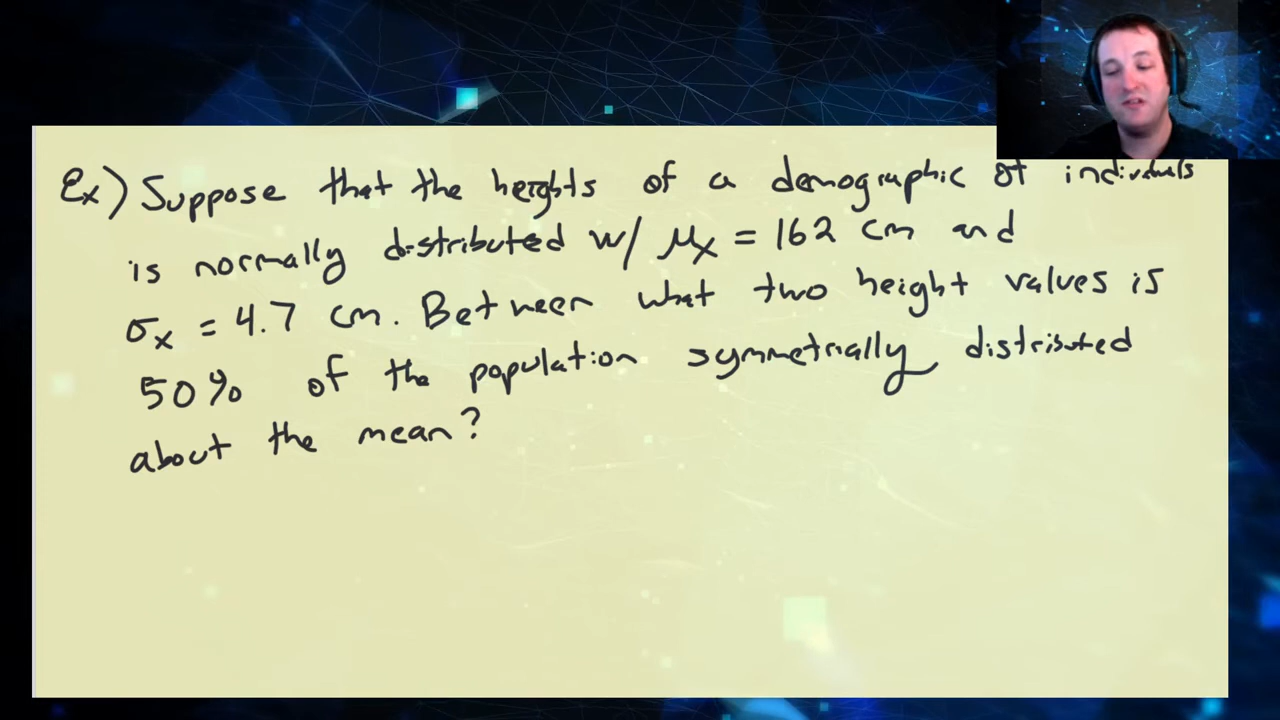 Ex) Suppose that the heights of a demographic of individuals
is normally distributed w/ μx = 162 cm and
σx = 4.7 cm. Between what two height values is
50% of the population symmetrially distributed
about the mean?